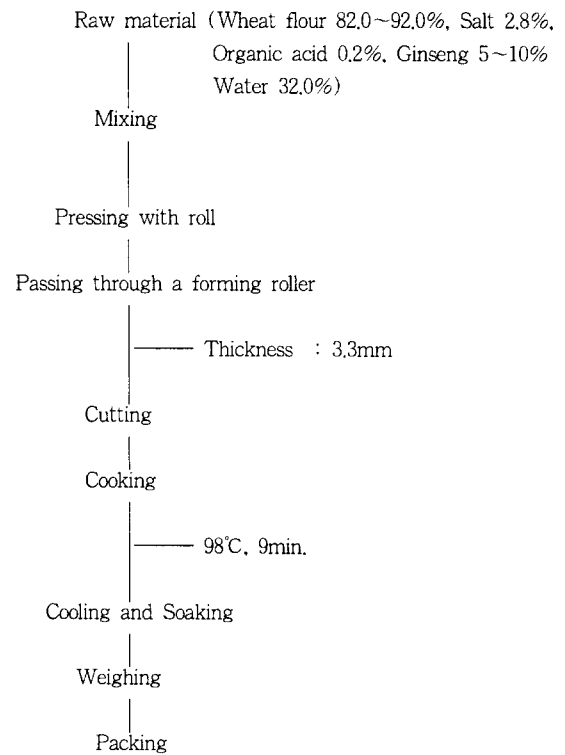 Raw material (Wheat flour 82.0~92.0%, Salt 2.8%,
Organic acid 0.2%, Ginseng 5~10%
Water 32.0%)
Mixing
Pressing with roll
Passing through a forming roller
Thickness : 3.3mm
Cutting
Cooking
98℃, 9min.
Cooling and Soaking
Weighing
Packing